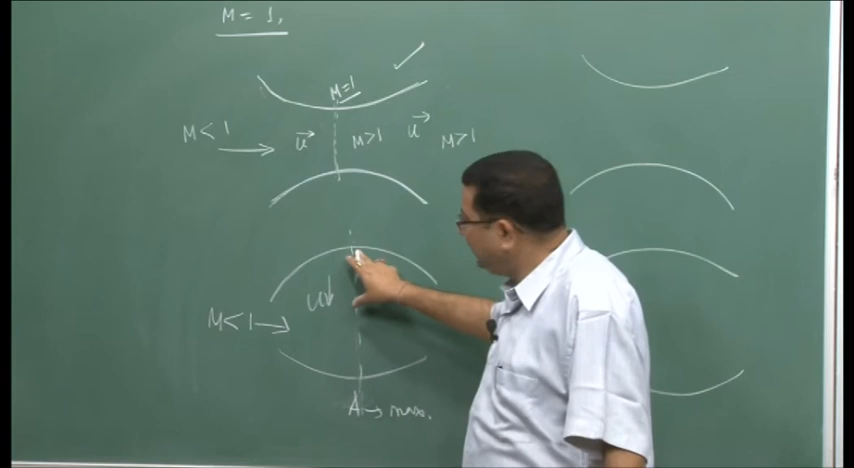 M = 1,
M=1
M<1 → u→ M>1 u→ M>1
M<1 → u↓
A → max.